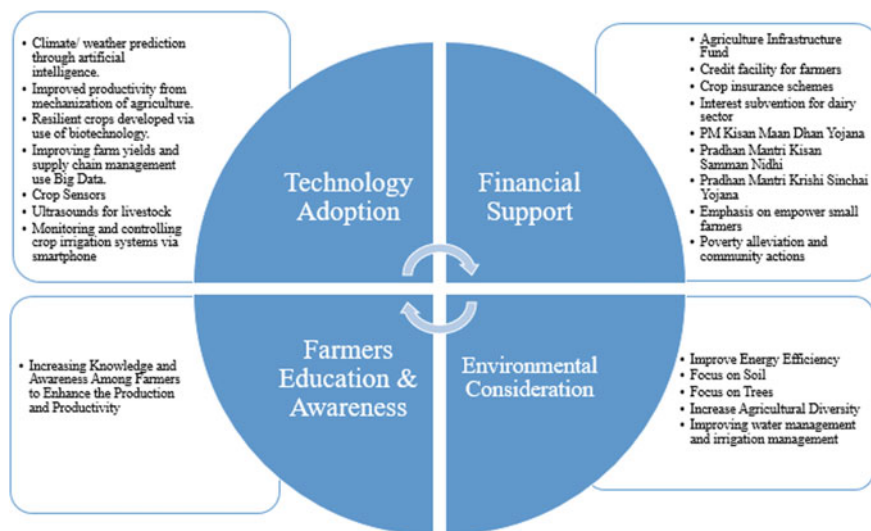 • Climate/ weather prediction
through artificial
intelligence.
• Improved productivity from
mechanization of agriculture.
• Resilient crops developed via
use of biotechnology.
• Improving farm yields and
supply chain management
use Big Data.
• Crop Sensors
• Ultrasounds for livestock
• Monitoring and controlling
crop irrigation systems via
smartphone
Technology
Adoption
Financial
Support
• Agriculture Infrastructure
Fund
• Credit facility for farmers
• Crop insurance schemes
• Interest subvention for dairy
sector
• PM Kisan Maan Dhan Yojana
• Pradhan Mantri Kisan
Samman Nidhi
• Pradhan Mantri Krishi Sinchai
Yojana
• Emphasis on empower small
farmers
• Poverty alleviation and
community actions
• Increasing Knowledge and
Awareness Among Farmers
to Enhance the Production
and Productivity
Farmers
Education &
Awareness
Environmental
Consideration
• Improve Energy Efficiency
• Focus on Soil
• Focus on Trees
• Increase Agricultural Diversity
• Improving water management
and irrigation management